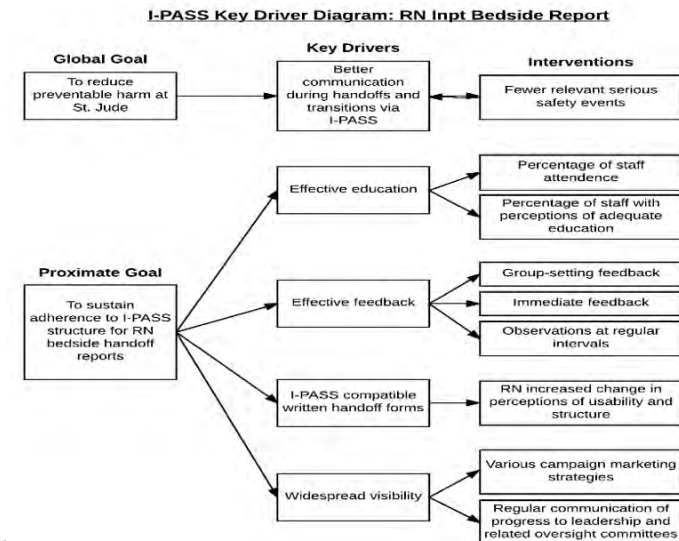 I-PASS Key Driver Diagram: RN Inpt Bedside Report
Global Goal
Key Drivers
Interventions
To reduce
preventable harm at
St. Jude
Better
communication
during handoffs and
transitions via
I-PASS
Fewer relevant serious
safety events
Effective education
Percentage of staff
attendence
Percentage of staff with
perceptions of adequate
education
Proximate Goal
To sustain
adherence to I-PASS
structure for RN
bedside handoff
reports
Effective feedback
Group-setting feedback
Immediate feedback
Observations at regular
intervals
I-PASS compatible
written handoff forms
RN increased change in
perceptions of usability and
structure
Widespread visibility
Various campaign marketing
strategies
Regular communication of
progress to leadership and
related oversight committees